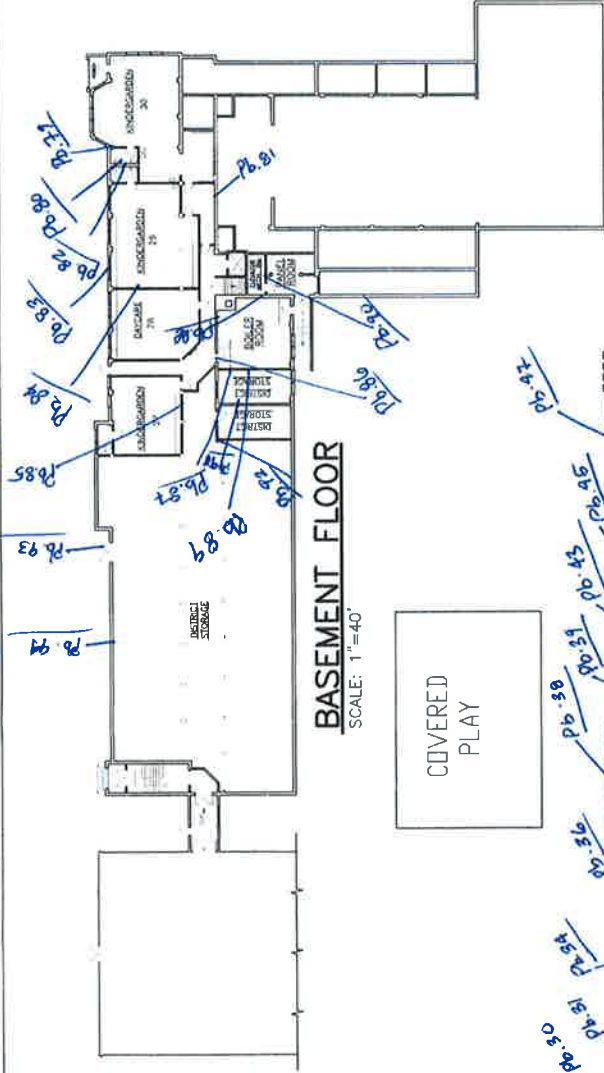 Pb.79
Pb.80
Pb.82
Pb.83
Pb.84
Pb.85
Pb.93
Pb.94
KINDERGARDEN
30
KINDERGARDEN
29
DAYCARE
28
KINDERGARDEN
Pb.81
STORAGE
PANEL
ROOM
BOILER
ROOM
DISTRICT
STORAGE
DISTRICT
STORAGE
DISTRICT
STORAGE
Pb.90
Pb.86
Pb.87
Pb.89
Pb.92
BASEMENT FLOOR
SCALE: 1"=40'
COVERED
PLAY
Pb.30
Pb.31
Pb.34
Pb.36
Pb.38
Pb.39
Pb.43
Pb.45
Pb.47